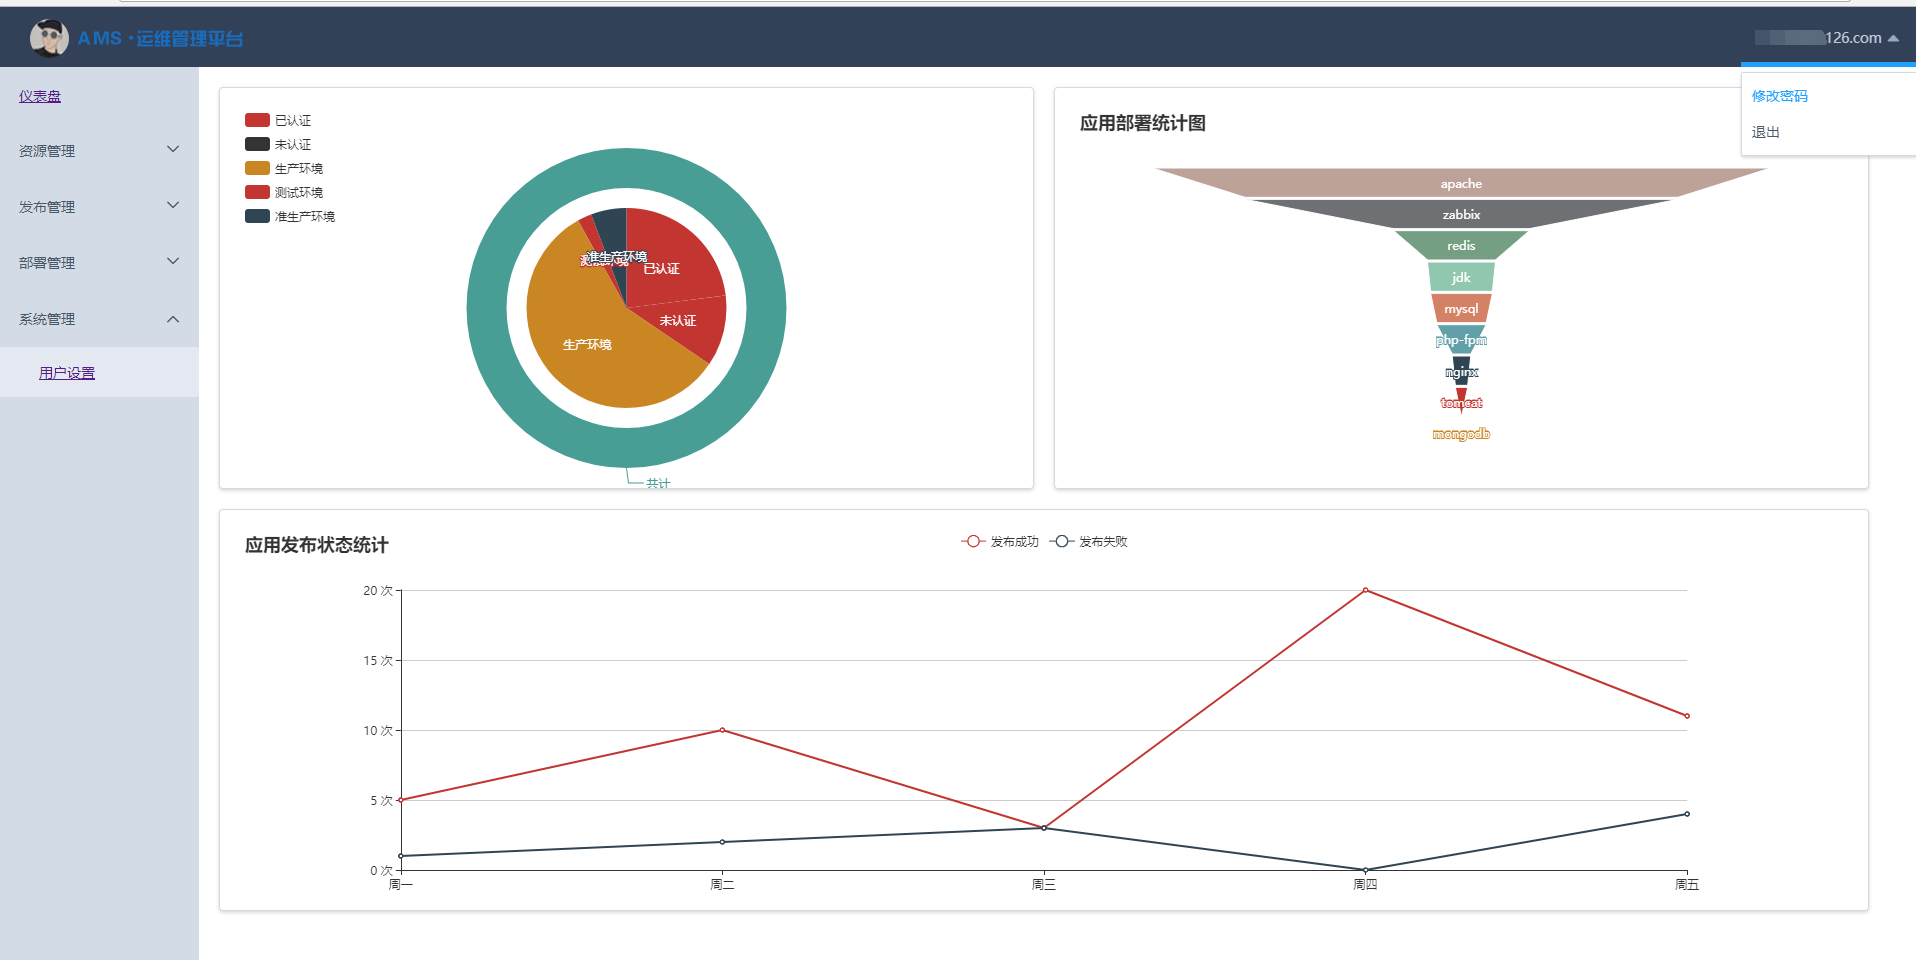 AMS·运维管理平台
126.com
修改密码
退出
仪表盘
资源管理
发布管理
部署管理
系统管理
用户设置
已认证
未认证
生产环境
测试环境
准生产环境
准生产环境
测试环境
已认证
未认证
生产环境
共计
应用部署统计图
apache
zabbix
redis
jdk
mysql
php-fpm
nginx
tomcat
mongodb
应用发布状态统计
发布成功
发布失败
20 次
15 次
10 次
5 次
0 次
周一
周二
周三
周四
周五